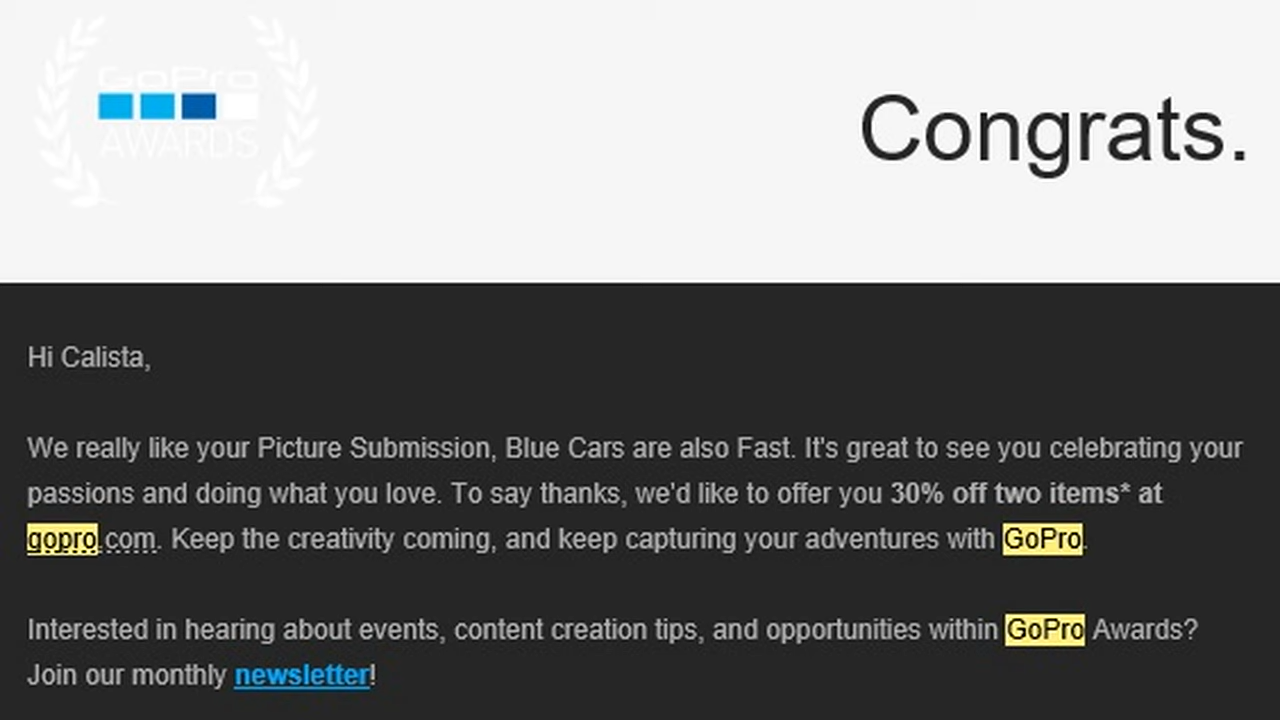 GoPro
AWARDS
Congrats.
Hi Calista,
We really like your Picture Submission, Blue Cars are also Fast. It's great to see you celebrating your
passions and doing what you love. To say thanks, we'd like to offer you 30% off two items* at
gopro.com. Keep the creativity coming, and keep capturing your adventures with GoPro.
Interested in hearing about events, content creation tips, and opportunities within GoPro Awards?
Join our monthly newsletter!